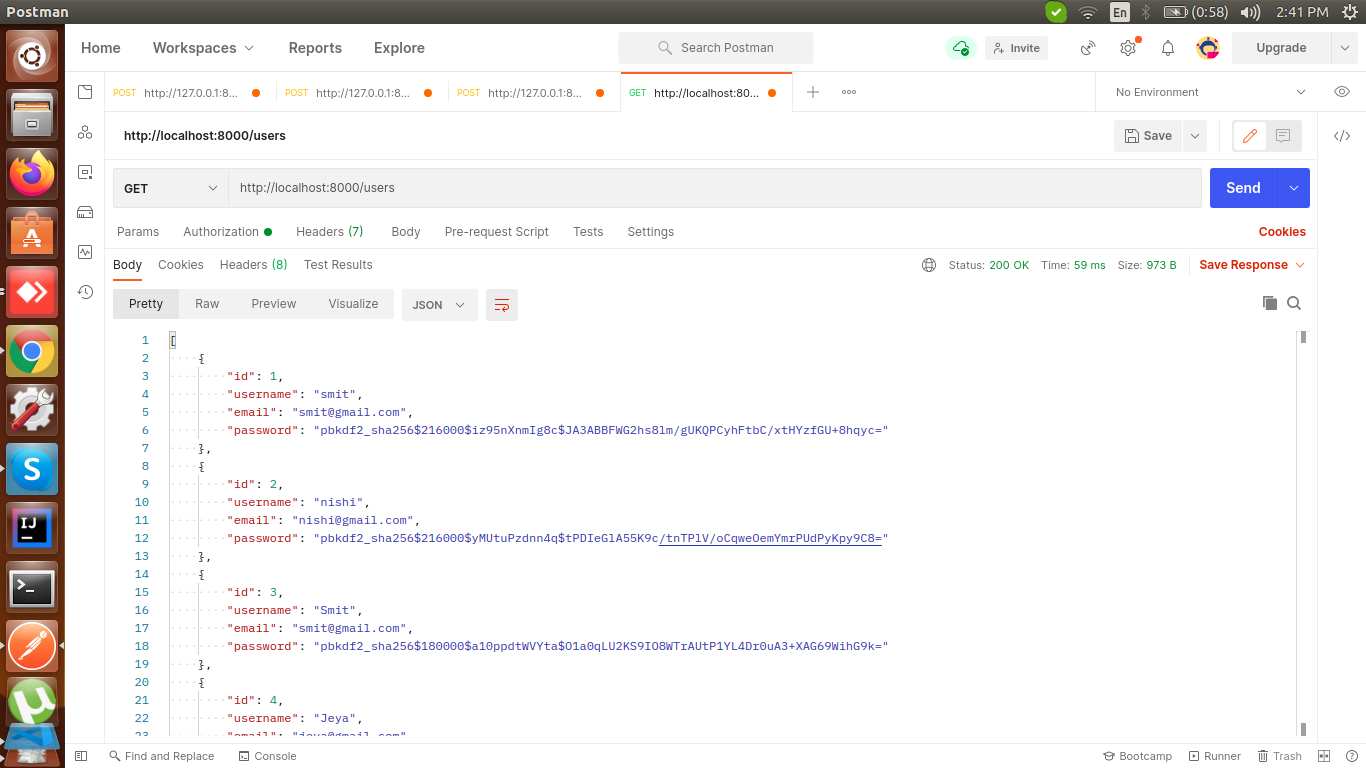 Postman
En
(0:58)
2:41 PM
Home
Workspaces
Reports
Explore
Search Postman
Invite
Upgrade
POST http://127.0.0.1:8...
POST http://127.0.0.1:8...
POST http://127.0.0.1:8...
GET http://localhost:80...
No Environment
http://localhost:8000/users
Save
GET
http://localhost:8000/users
Send
Params
Authorization
Headers (7)
Body
Pre-request Script
Tests
Settings
Cookies
Body
Cookies
Headers (8)
Test Results
Status: 200 OK
Time: 59 ms
Size: 973 B
Save Response
Pretty
Raw
Preview
Visualize
JSON
1 [
2 {
3 "id": 1,
4 "username": "smit",
5 "email": "smit@gmail.com",
6 "password": "pbkdf2_sha256$216000$iz95nXnmIg8c$JA3ABBFWG2hs8lm/gUKQPCyhFtbC/xtHYzfGU+8hqyc="
7 },
8 {
9 "id": 2,
10 "username": "nishi",
11 "email": "nishi@gmail.com",
12 "password": "pbkdf2_sha256$216000$yMUtuPzdnn4q$tPDIeGlA55K9c/tnTPlV/oCqweOemYmrPUdPyKpy9C8="
13 },
14 {
15 "id": 3,
16 "username": "Smit",
17 "email": "smit@gmail.com",
18 "password": "pbkdf2_sha256$180000$a10ppdtWVYta$O1a0qLU2KS9IO8WTrAUtP1YL4Dr0uA3+XAG69WihG9k="
19 },
20 {
21 "id": 4,
22 "username": "Jeya",
23 "email": "jeya@gmail.com"
Find and Replace
Console
Bootcamp
Runner
Trash